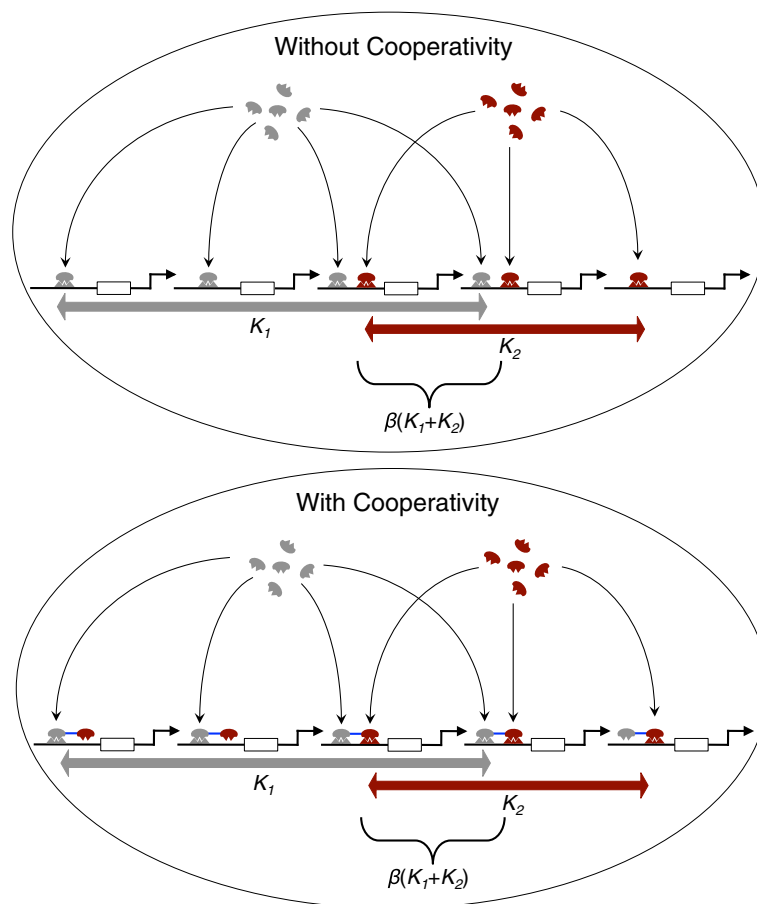 Without Cooperativity
K₁
K₂
β(K₁+K₂)
With Cooperativity
K₁
K₂
β(K₁+K₂)